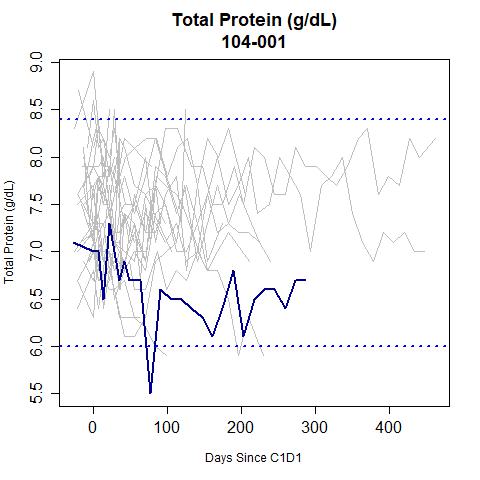 Total Protein (g/dL)
104-001
Total Protein (g/dL)
9.0
8.5
8.0
7.5
7.0
6.5
6.0
5.5
0 100 200 300 400
Days Since C1D1